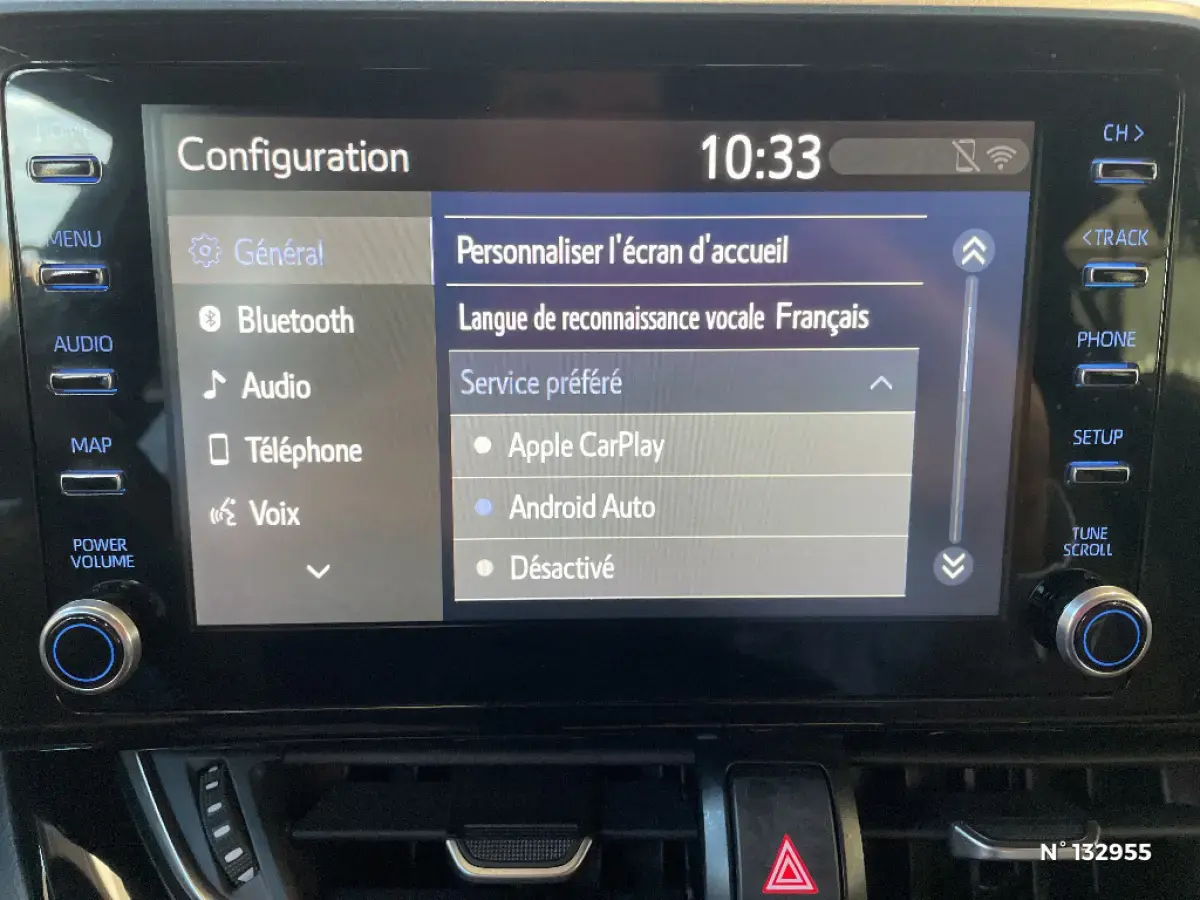 Configuration 10:33
CH >
MENU
Général
Personnaliser l'écran d'accueil
<TRACK
Bluetooth
Langue de reconnaissance vocale Français
AUDIO
PHONE
Audio
Service préféré
MAP
Téléphone
Apple CarPlay
SETUP
Voix
Android Auto
POWER
VOLUME
Désactivé
TUNE
SCROLL
N° 132955